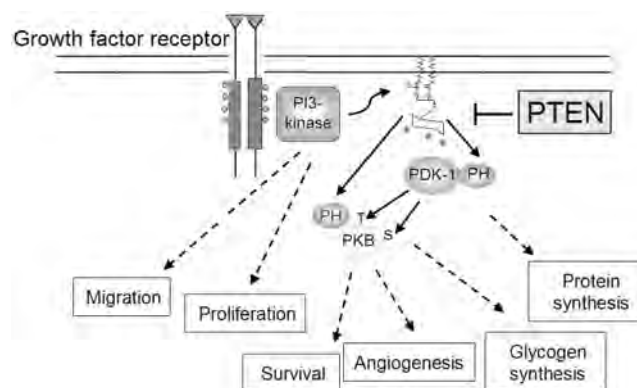 Growth factor receptor
PI3-
kinase
PTEN
PDK-1
PH
PH
T
PKB
S
Migration
Proliferation
Survival
Angiogenesis
Glycogen
synthesis
Protein
synthesis